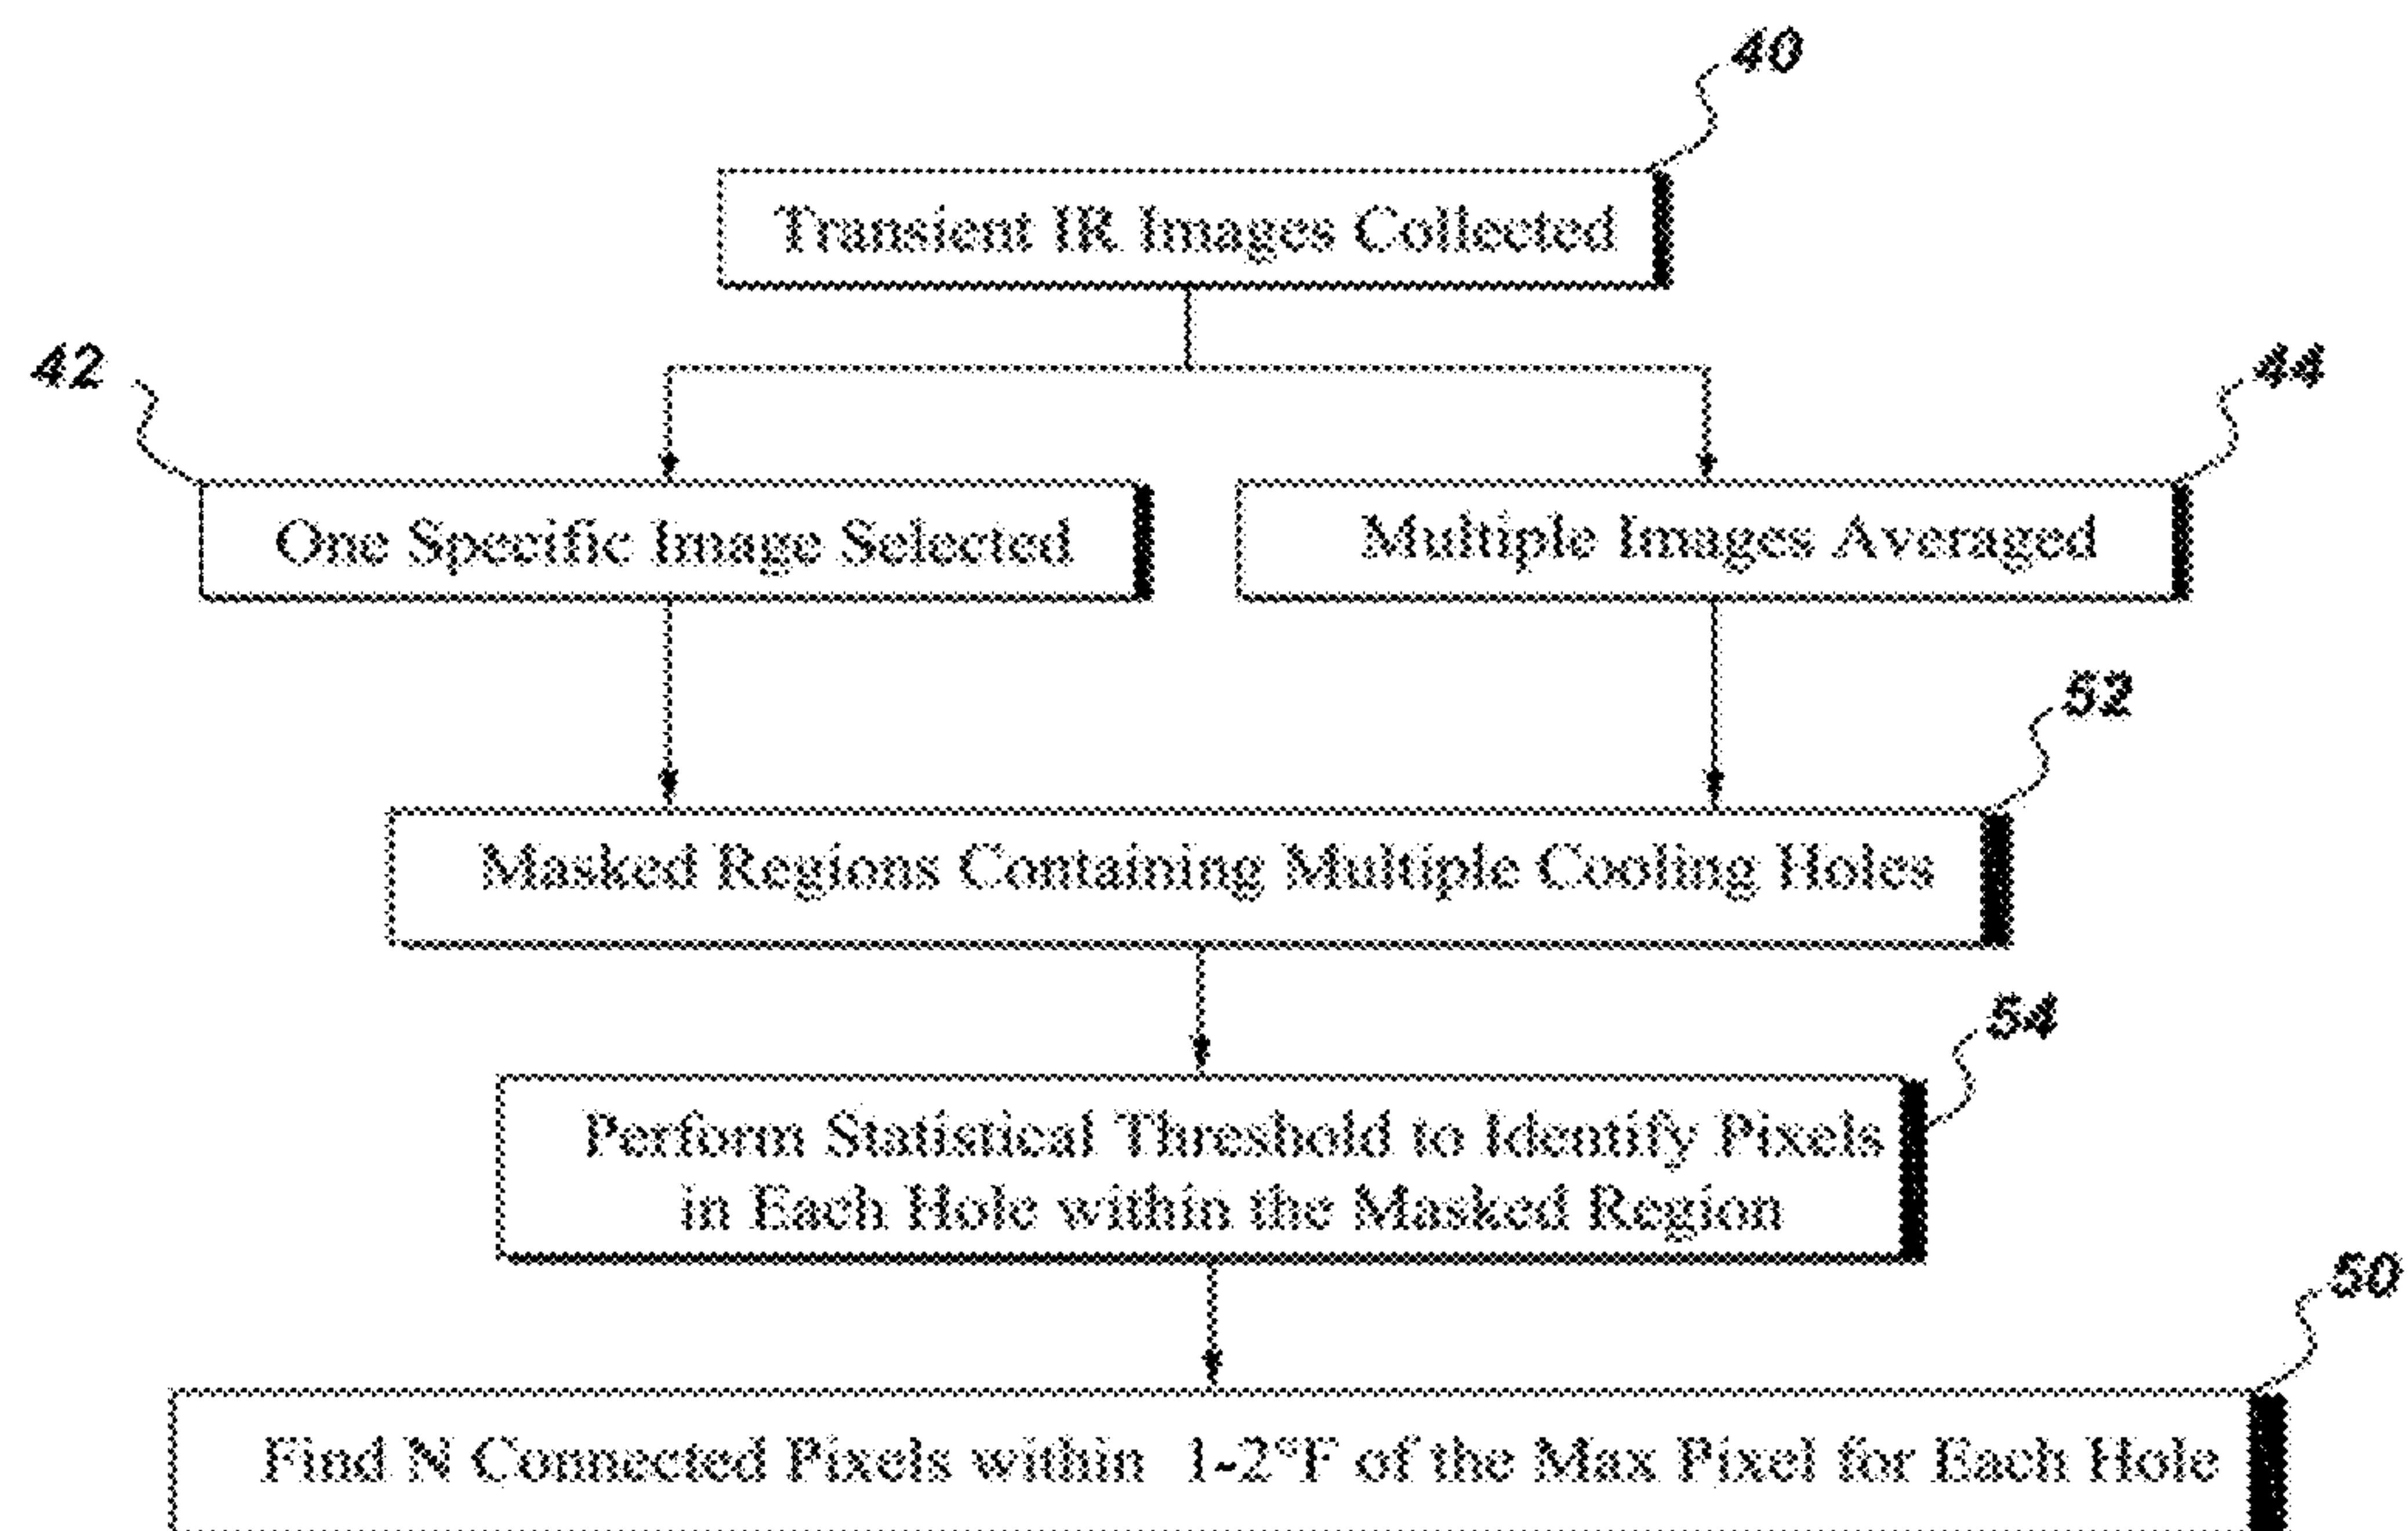 40
Transient IR Images Collected
42
44
One Specific Image Selected
Multiple Images Averaged
52
Masked Regions Containing Multiple Cooling Holes
54
Perform Statistical Threshold to Identify Pixels
in Each Hole within the Masked Region
50
Find N Connected Pixels within 1-2°F of the Max Pixel for Each Hole